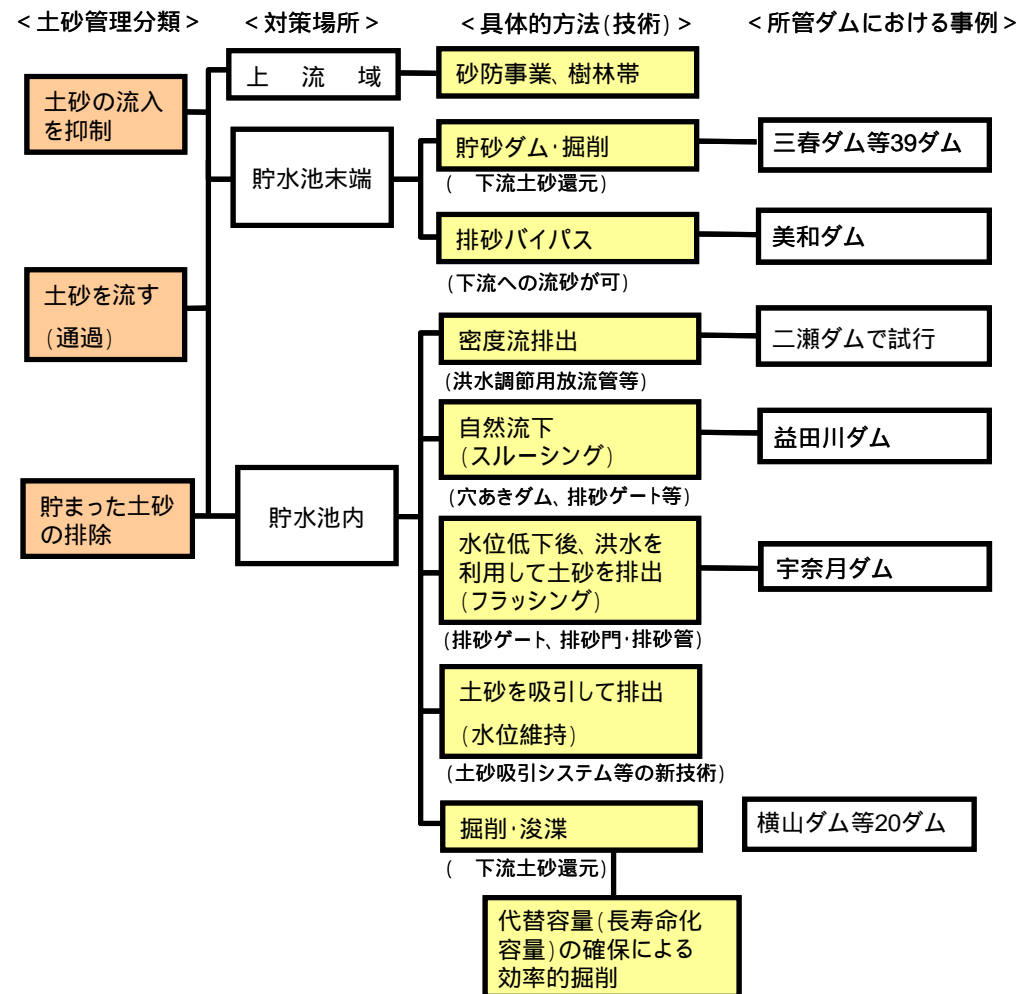 ＜土砂管理分類＞
＜対策場所＞
＜具体的方法（技術）＞
＜所管ダムにおける事例＞
土砂の流入
を抑制
土砂を流す
（通過）
貯まった土砂
の排除
上　流　域
貯水池末端
貯水池内
砂防事業、樹林帯
貯砂ダム・掘削
（　下流土砂還元）
三春ダム等39ダム
排砂バイパス
（下流への流砂が可）
美和ダム
密度流排出
（洪水調節用放流管等）
二瀬ダムで試行
自然流下
（スルーシング）
（穴あきダム、排砂ゲート等）
益田川ダム
水位低下後、洪水を
利用して土砂を排出
（フラッシング）
（排砂ゲート、排砂門・排砂管）
宇奈月ダム
土砂を吸引して排出
（水位維持）
（土砂吸引システム等の新技術）
掘削・浚渫
（　下流土砂還元）
横山ダム等20ダム
代替容量（長寿命化
容量）の確保による
効率的掘削